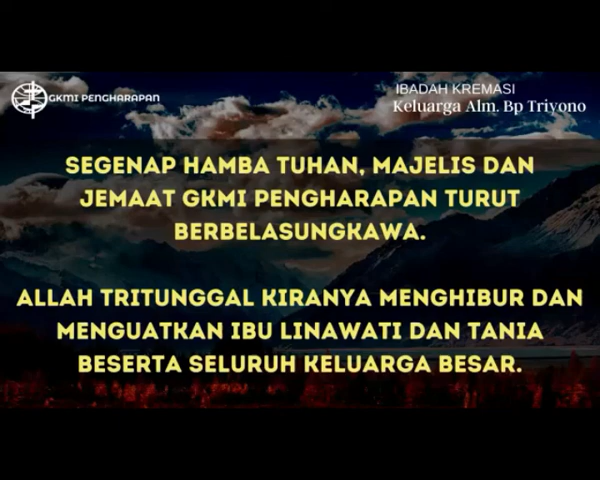 GKMI PENGHARAPAN
IBADAH KREMASI
Keluarga Alm. Bp Triyono
SEGENAP HAMBA TUHAN, MAJELIS DAN
JEMAAT GKMI PENGHARAPAN TURUT
BERBELASUNGKAWA.
ALLAH TRITUNGGAL KIRANYA MENGHIBUR DAN
MENGUATKAN IBU LINAWATI DAN TANIA
BESERTA SELURUH KELUARGA BESAR.